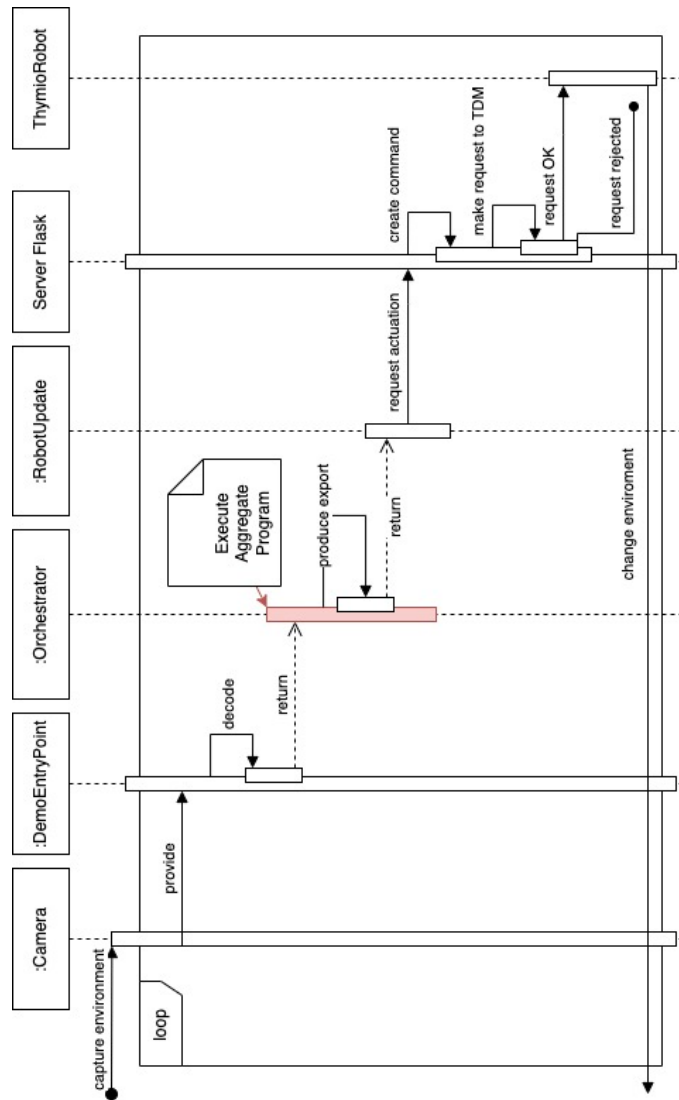 :Camera
:DemoEntryPoint
:Orchestrator
:RobotUpdate
Server Flask
ThymioRobot
capture environment
loop
provide
decode
return
Execute
Aggregate
Program
produce export
return
request actuation
create command
make request to TDM
request OK
request rejected
change enviroment